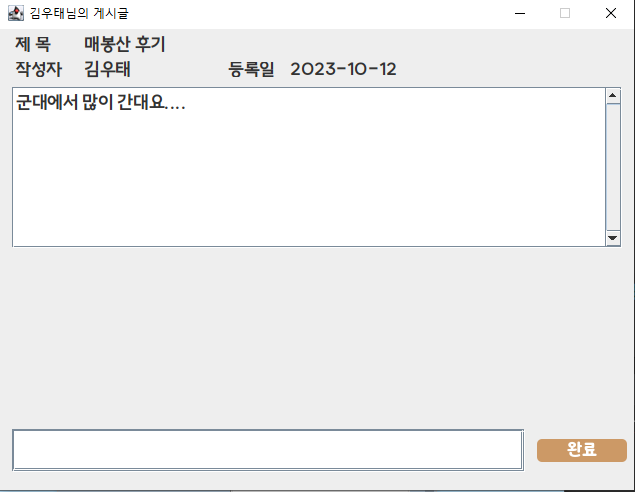 김우태님의 게시글
제 목 매봉산 후기
작성자 김우태 등록일 2023-10-12
군대에서 많이 간대요....
완료